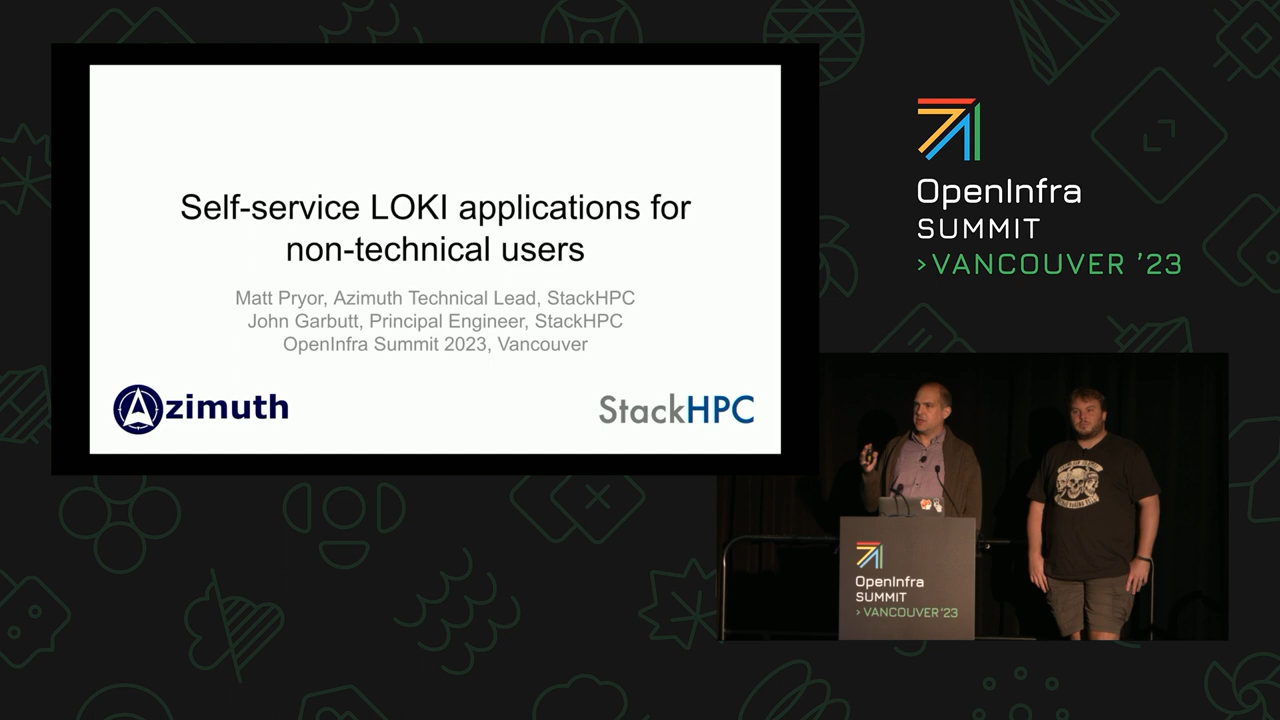 Self-service LOKI applications for
non-technical users
Matt Pryor, Azimuth Technical Lead, StackHPC
John Garbutt, Principal Engineer, StackHPC
OpenInfra Summit 2023, Vancouver
Azimuth
StackHPC
OpenInfra
SUMMIT
>VANCOUVER '23
OpenInfra
SUMMIT
>VANCOUVER'23